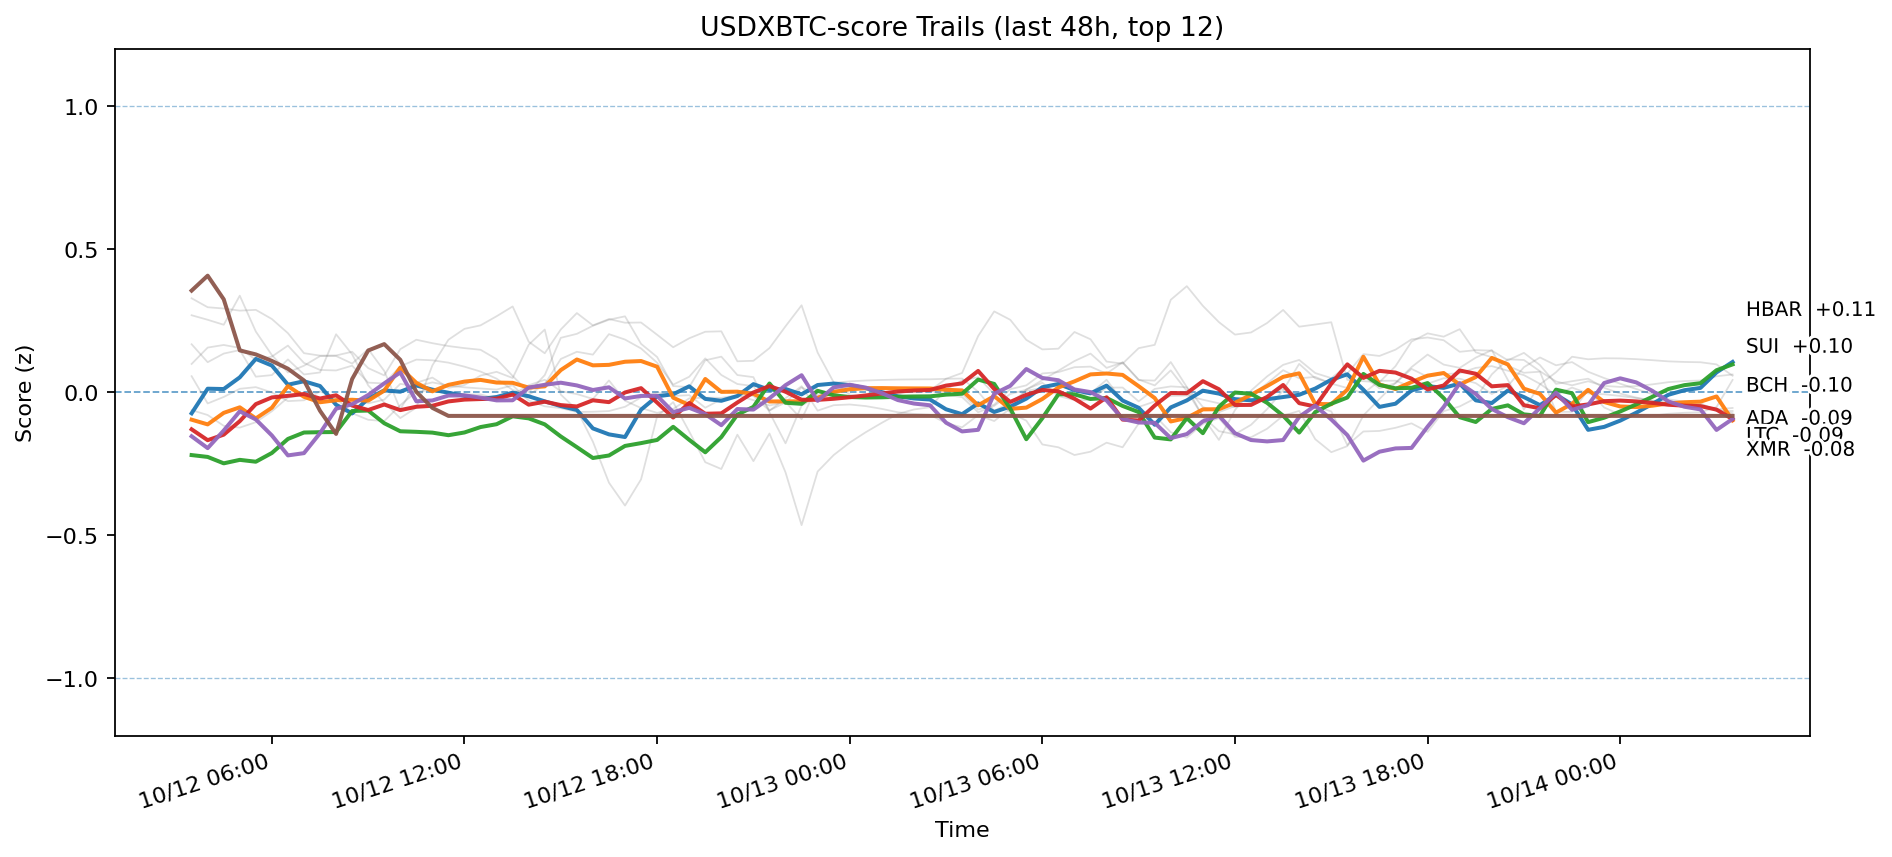 USDXBTC-score Trails (last 48h, top 12)
Score (z)
1.0
0.5
0.0
−0.5
−1.0
HBAR +0.11
SUI +0.10
BCH -0.10
ADA -0.09
LTC -0.09
XMR -0.08
10/12 06:00
10/12 12:00
10/12 18:00
10/13 00:00
10/13 06:00
10/13 12:00
10/13 18:00
10/14 00:00
Time